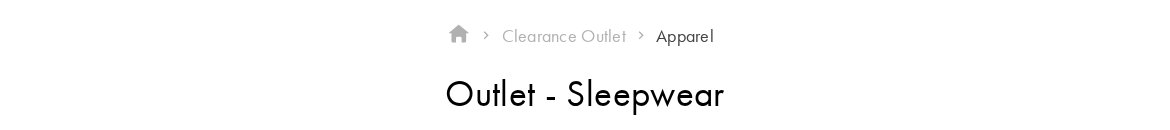 Clearance Outlet > Apparel
Outlet - Sleepwear